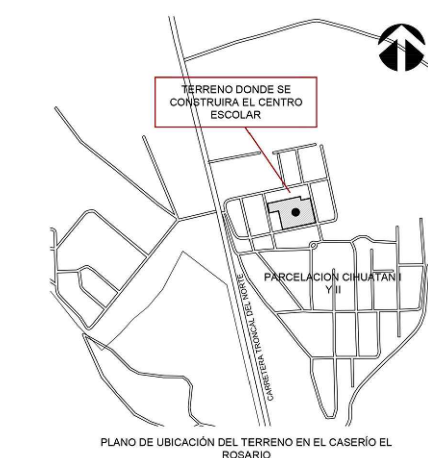 TERRENO DONDE SE
CONSTRUIRA EL CENTRO
ESCOLAR
PARCELACION CIHUATAN I
Y II
CARRETERA TRONCAL DEL NORTE
PLANO DE UBICACIÓN DEL TERRENO EN EL CASERÍO EL
ROSARIO